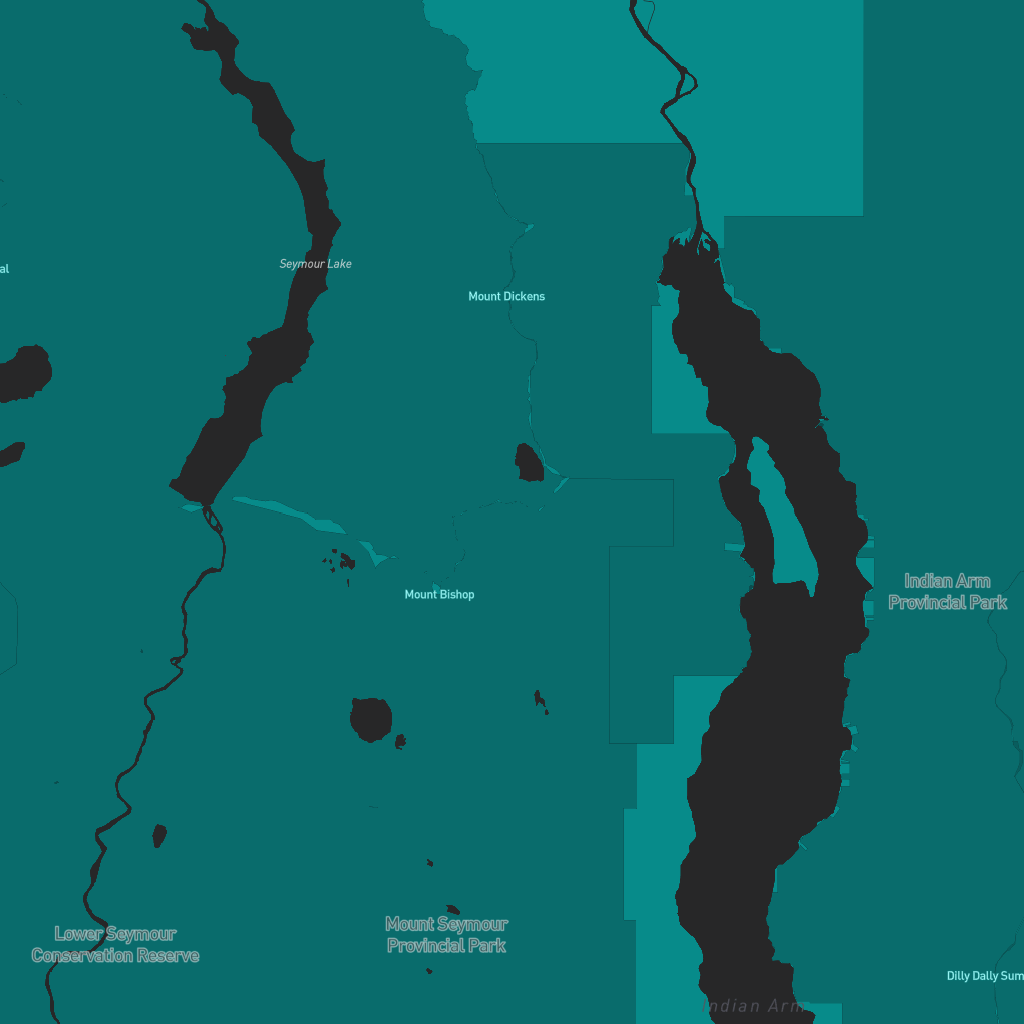 Seymour Lake
al
Mount Dickens
Indian Arm
Provincial Park
Mount Bishop
Lower Seymour
Conservation Reserve
Mount Seymour
Provincial Park
Dilly Dally Sum
Indian Arm